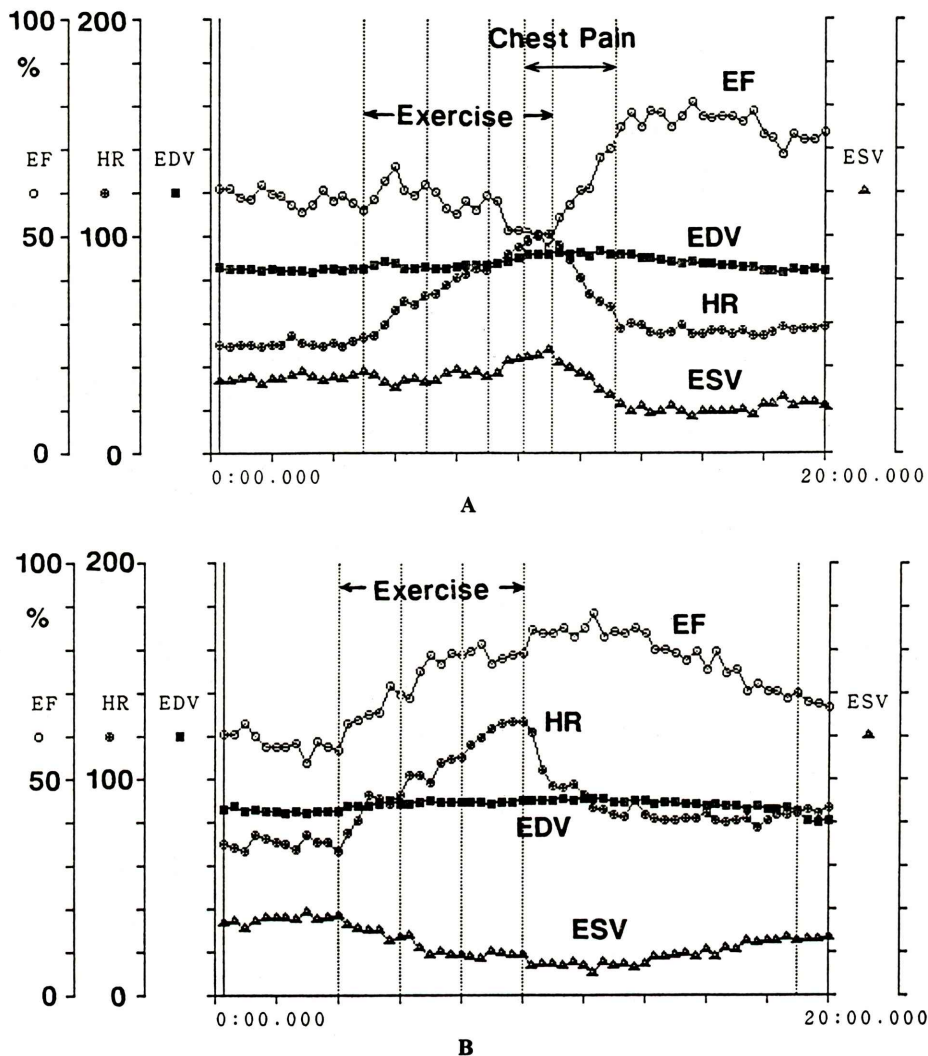 100 200
%
Chest Pain
EF
Exercise
EF HR EDV
ESV
50 100
EDV
HR
ESV
0 0
0:00.000 20:00.000
A
100 200
%
Exercise
EF
EF HR EDV
ESV
HR
50 100
EDV
ESV
0 0
0:00.000 20:00.000
B